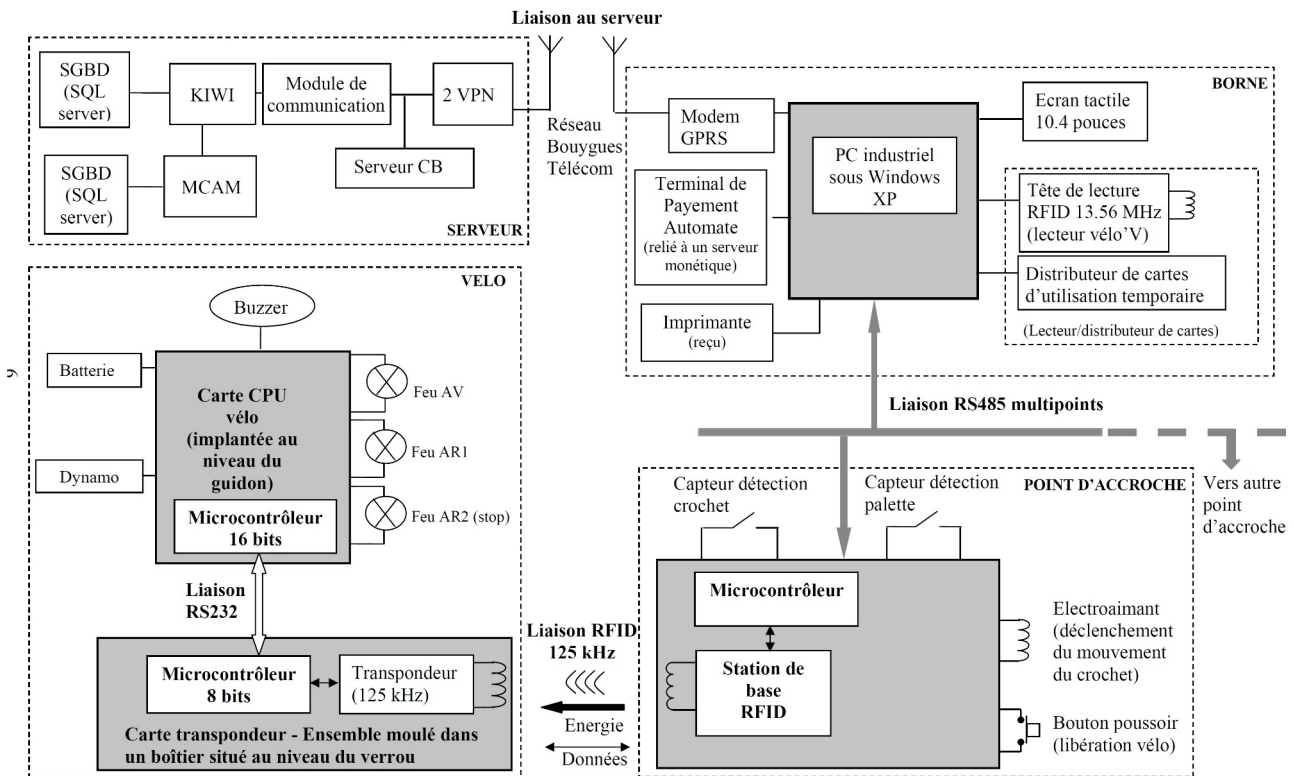 Liaison au serveur
SGBD
(SQL
server)
KIWI
Module de
communication
2 VPN
SGBD
(SQL
server)
MCAM
Serveur CB
SERVEUR
Réseau
Bouygues
Télécom
BORNE
Modem
GPRS
PC industriel
sous Windows
XP
Ecran tactile
10.4 pouces
Terminal de
Payement
Automate
(relié à un serveur
monétique)
Tête de lecture
RFID 13.56 MHz
(lecteur vélo’V)
Distributeur de cartes
d’utilisation temporaire
(Lecteur/distributeur de cartes)
Imprimante
(reçu)
VELO
Buzzer
Batterie
Dynamo
Carte CPU
vélo
(implantée au
niveau du
guidon)
Microcontrôleur
16 bits
Feu AV
Feu AR1
Feu AR2 (stop)
9
Liaison
RS232
Microcontrôleur
8 bits
Transpondeur
(125 kHz)
Carte transpondeur - Ensemble moulé dans
un boîtier situé au niveau du verrou
Liaison RFID
125 kHz
Energie
Données
Liaison RS485 multipoints
Vers autre
point
d’accroche
POINT D’ACCROCHE
Capteur détection
crochet
Capteur détection
palette
Microcontrôleur
Station de
base
RFID
Electroaimant
(déclenchement
du mouvement
du crochet)
Bouton poussoir
(libération vélo)